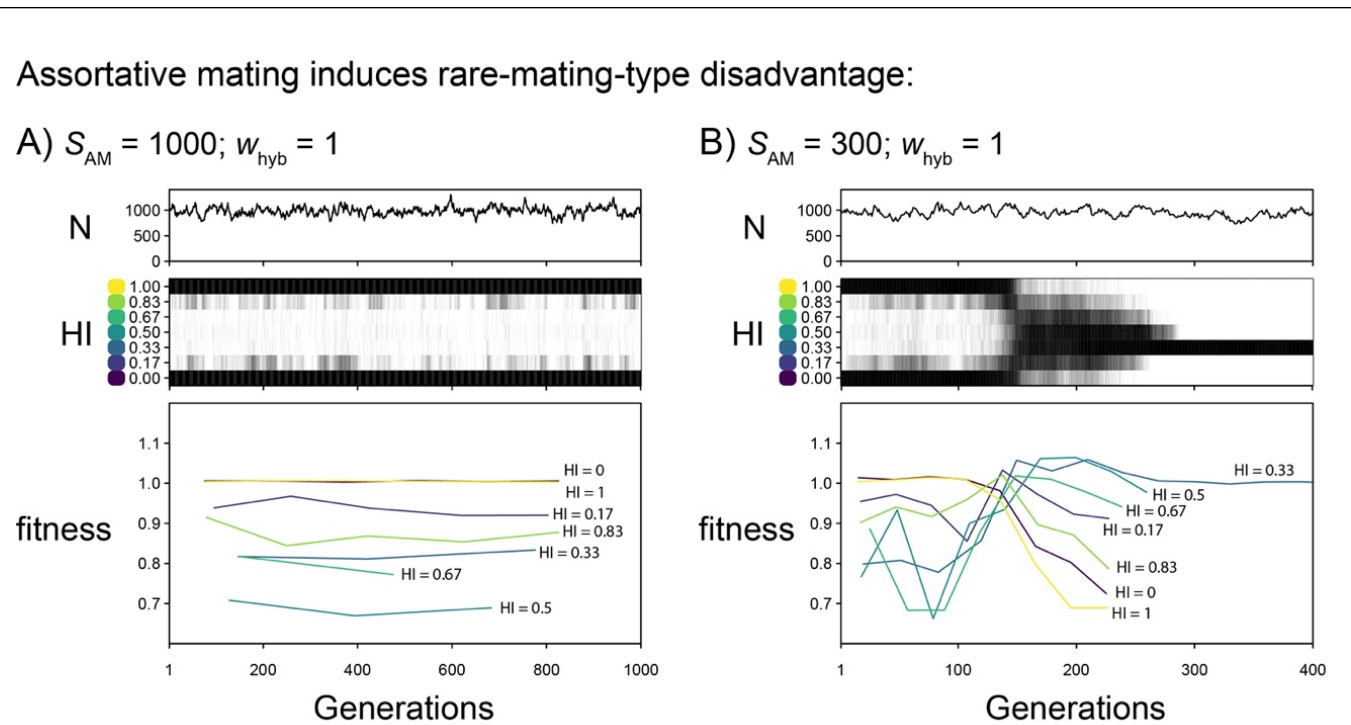 Assortative mating induces rare-mating-type disadvantage:
A) S_AM = 1000; w_hyb = 1
N
1000
500
0
HI
1.00
0.83
0.67
0.50
0.33
0.17
0.00
fitness
1.1
1.0
0.9
0.8
0.7
HI = 0
HI = 1
HI = 0.17
HI = 0.83
HI = 0.33
HI = 0.67
HI = 0.5
1 200 400 600 800 1000
Generations
B) S_AM = 300; w_hyb = 1
N
1000
500
0
HI
1.00
0.83
0.67
0.50
0.33
0.17
0.00
fitness
1.1
1.0
0.9
0.8
0.7
HI = 0.33
HI = 0.5
HI = 0.67
HI = 0.17
HI = 0.83
HI = 0
HI = 1
1 100 200 300 400
Generations